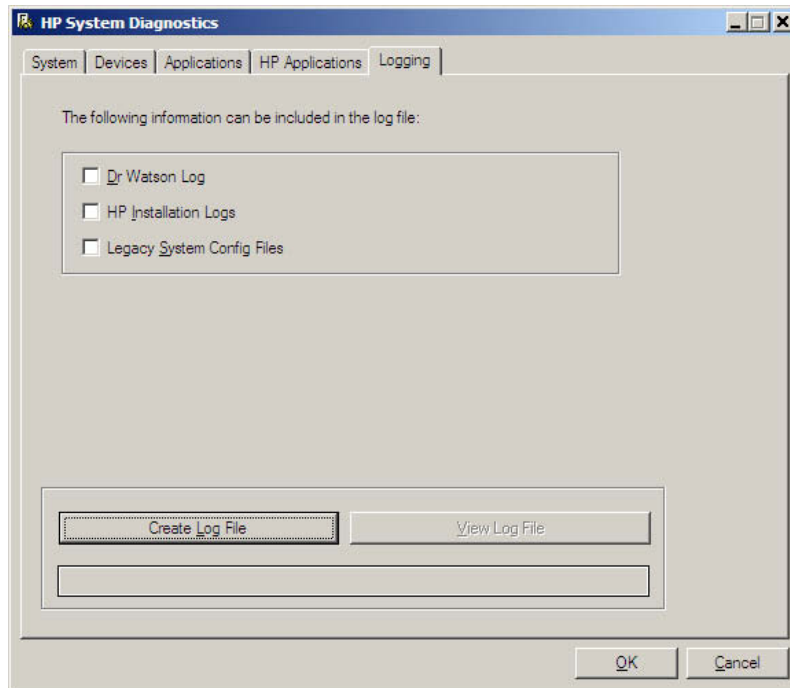 HP System Diagnostics
System Devices Applications HP Applications Logging
The following information can be included in the log file:
Dr Watson Log
HP Installation Logs
Legacy System Config Files
Create Log File View Log File
OK Cancel